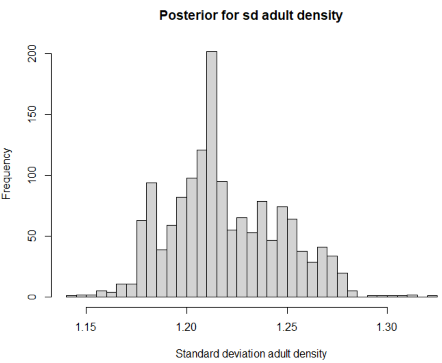 Posterior for sd adult density
200
150
100
50
0
Frequency
1.15 1.20 1.25 1.30
Standard deviation adult density